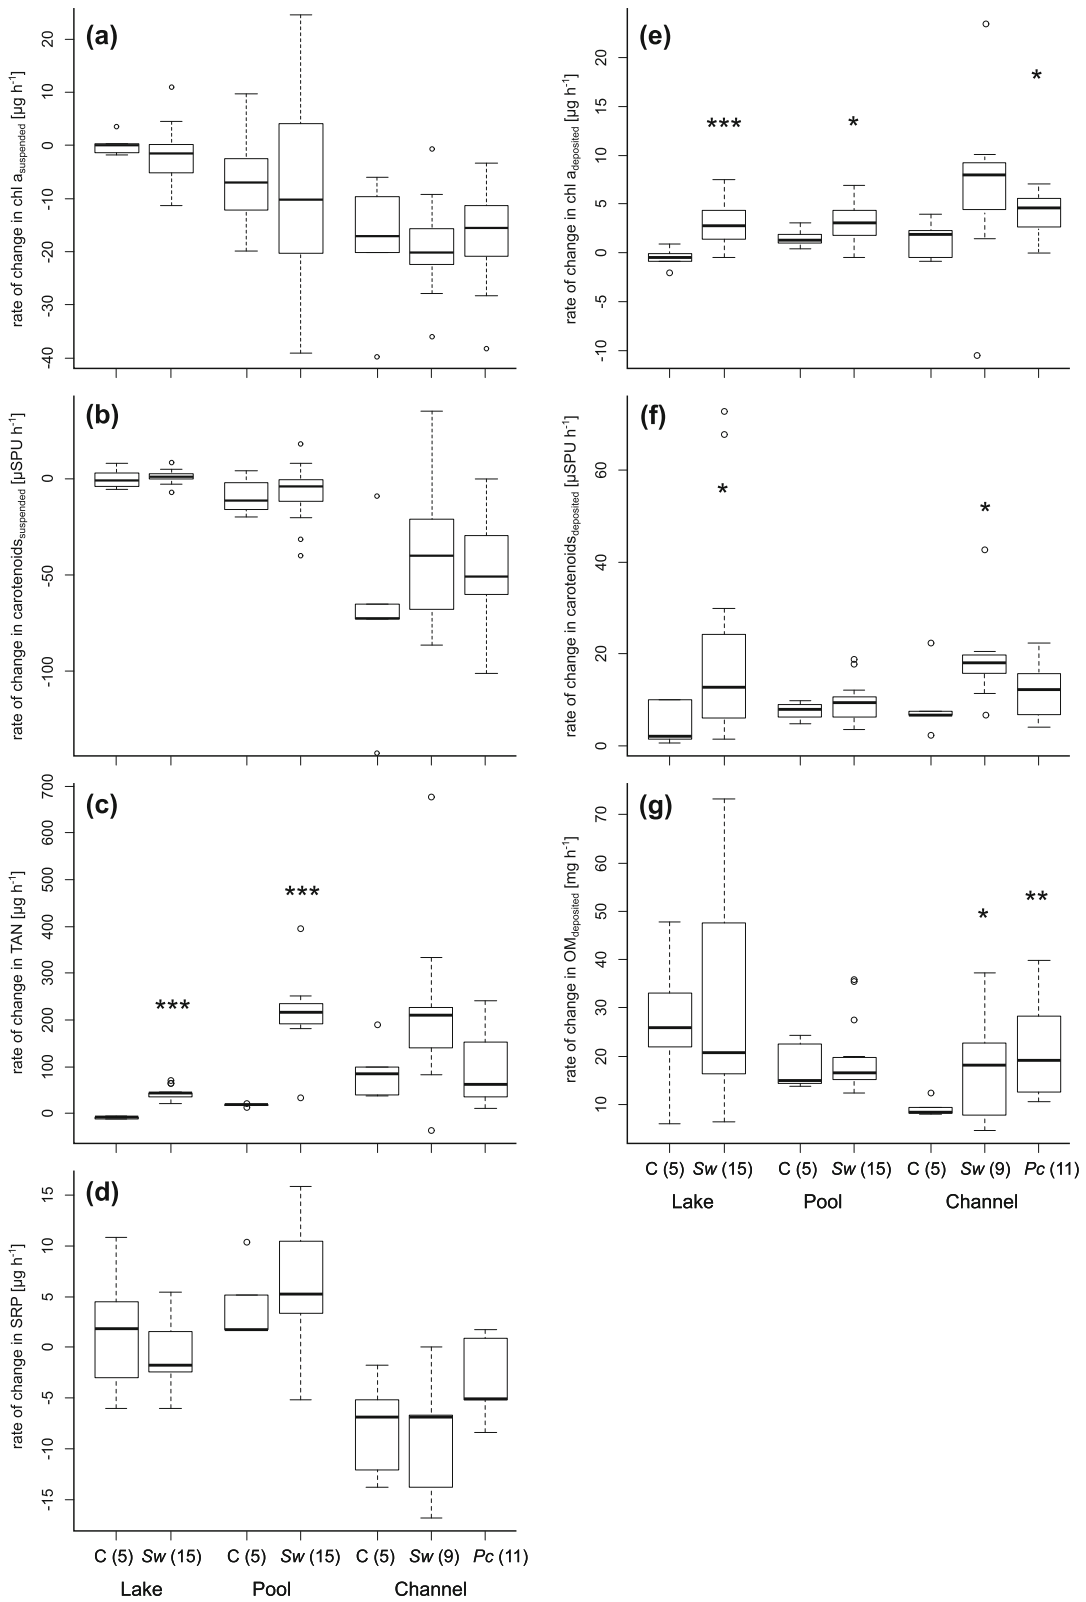 (a)
rate of change in chl a suspended [µg h-1]
20
10
0
-10
-20
-30
-40
(e)
rate of change in chl a deposited [µg h-1]
20
15
10
5
0
-5
-10
***
*
*
(b)
rate of change in carotenoids suspended [µSPU h-1]
0
-50
-100
(f)
rate of change in carotenoids deposited [µSPU h-1]
60
40
20
0
*
*
(c)
rate of change in TAN [µg h-1]
700
600
500
400
300
200
100
0
***
***
(g)
rate of change in OM deposited [mg h-1]
70
60
50
40
30
20
10
*
**
C (5) Sw (15) C (5) Sw (15) C (5) Sw (9) Pc (11)
Lake Pool Channel
(d)
rate of change in SRP [µg h-1]
15
10
5
0
-5
-10
-15
C (5) Sw (15) C (5) Sw (15) C (5) Sw (9) Pc (11)
Lake Pool Channel